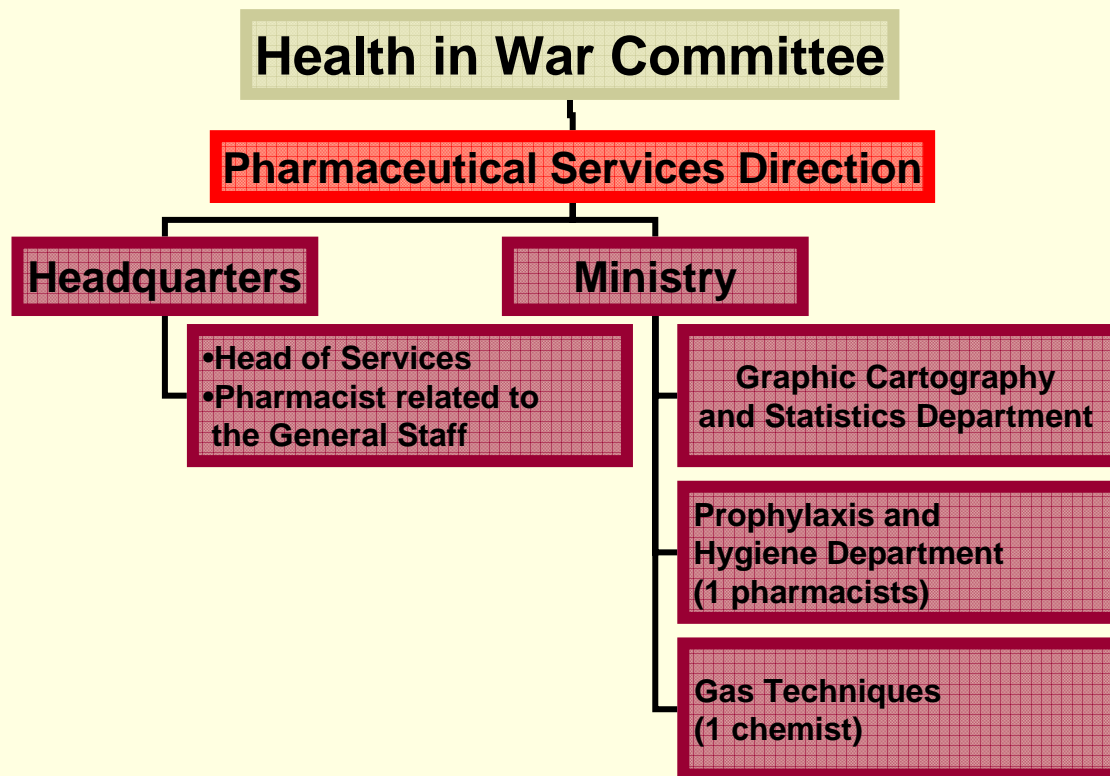 Health in War Committee
Pharmaceutical Services Direction
Headquarters
Ministry
•Head of Services
•Pharmacist related to
the General Staff
Graphic Cartography
and Statistics Department
Prophylaxis and
Hygiene Department
(1 pharmacists)
Gas Techniques
(1 chemist)